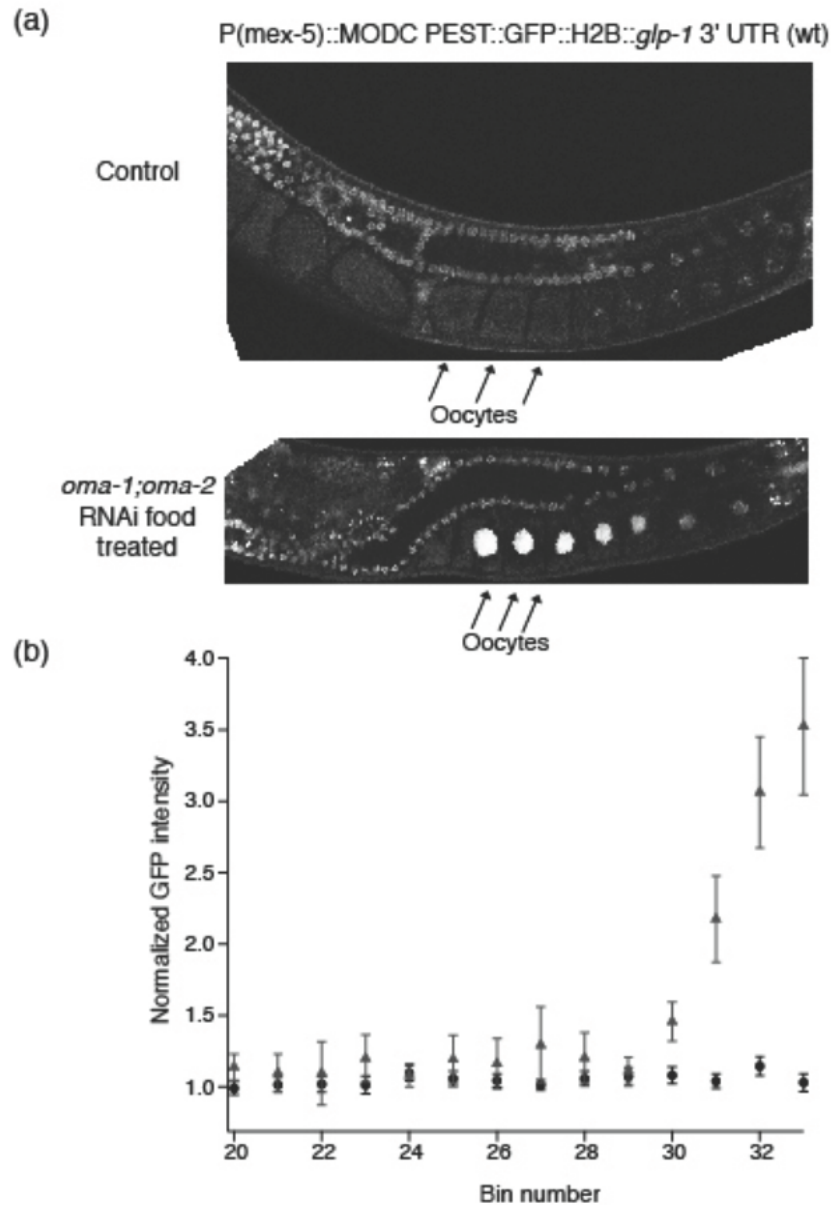 (a)
P(mex-5)::MODC PEST::GFP::H2B::glp-1 3' UTR (wt)
Control
Oocytes
oma-1;oma-2
RNAi food
treated
Oocytes
(b)
Normalized GFP intensity
4.0
3.5
3.0
2.5
2.0
1.5
1.0
20 22 24 26 28 30 32
Bin number